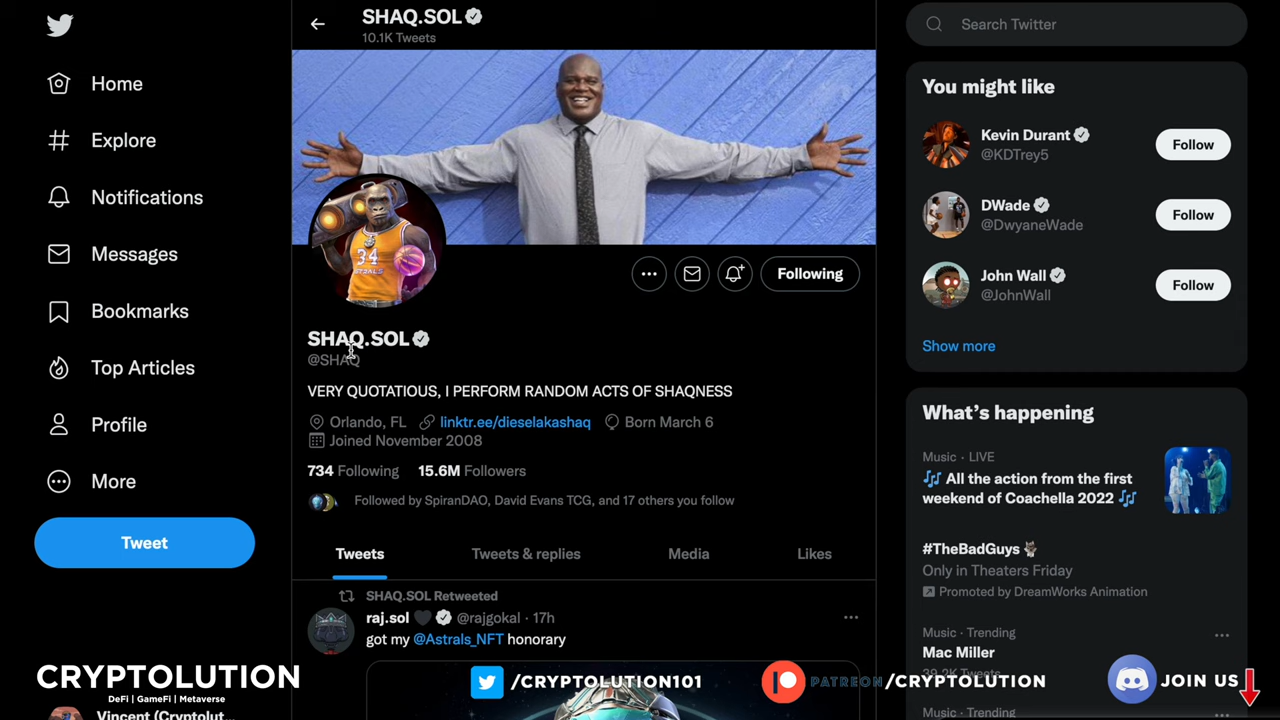 Home
Explore
Notifications
Messages
Bookmarks
Top Articles
Profile
More
Tweet
SHAQ.SOL
10.1K Tweets
34
Following
SHAQ.SOL
@SHAQ
VERY QUOTATIOUS, I PERFORM RANDOM ACTS OF SHAQNESS
Orlando, FL linktr.ee/dieselakashaq Born March 6
Joined November 2008
734 Following 15.6M Followers
Followed by SpiranDAO, David Evans TCG, and 17 others you follow
Tweets Tweets & replies Media Likes
SHAQ.SOL Retweeted
raj.sol 🖤 @rajgokal · 17h
got my @Astrals_NFT honorary
Search Twitter
You might like
Kevin Durant
@KDTrey5
Follow
DWade
@DwyaneWade
Follow
John Wall
@JohnWall
Follow
Show more
What's happening
Music · LIVE
🎶 All the action from the first
weekend of Coachella 2022 🎶
#TheBadGuys
Only in Theaters Friday
Promoted by DreamWorks Animation
Music · Trending
Mac Miller
Music · Trending
CRYPTOLUTION
DeFi | GameFi | Metaverse
Vincent (Cryptolut...
/CRYPTOLUTION101
PATREON/CRYPTOLUTION
JOIN US